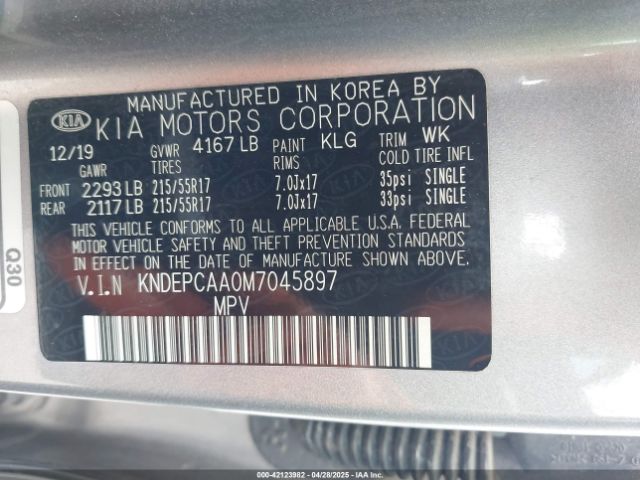 MANUFACTURED IN KOREA BY
KIA KIA MOTORS CORPORATION
12/19 GVWR 4167 LB PAINT KLG TRIM WK
GAWR TIRES RIMS COLD TIRE INFL
FRONT 2293 LB 215/55R17 7.0Jx17 35psi SINGLE
REAR 2117 LB 215/55R17 7.0Jx17 33psi SINGLE
THIS VEHICLE CONFORMS TO ALL APPLICABLE U.S.A. FEDERAL
MOTOR VEHICLE SAFETY AND THEFT PREVENTION STANDARDS
IN EFFECT ON THE DATE OF MANUFACTURE SHOWN ABOVE.
V.I.N KNDEPCAA0M7045897
MPV
Q30
000-42123982 / 04/28/2025 / IAAI.COM